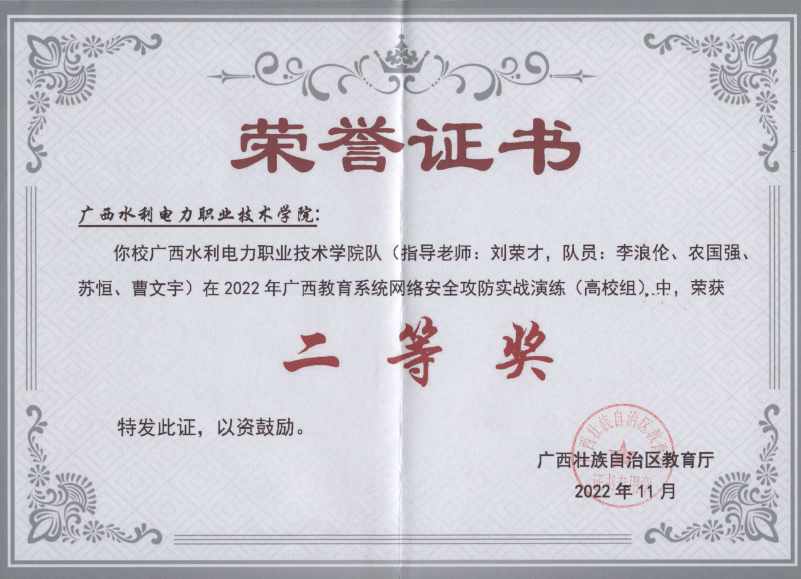 荣誉证书
广西水利电力职业技术学院:
你校广西水利电力职业技术学院队（指导老师：刘荣才，队员：李浪伦、农国强、
苏恒、曹文宇）在2022年广西教育系统网络安全攻防实战演练（高校组）中，荣获
二等奖
特发此证，以资鼓励。
西壮族自治区教育
广西壮族自治区教育厅
证书专用章
2022年11月